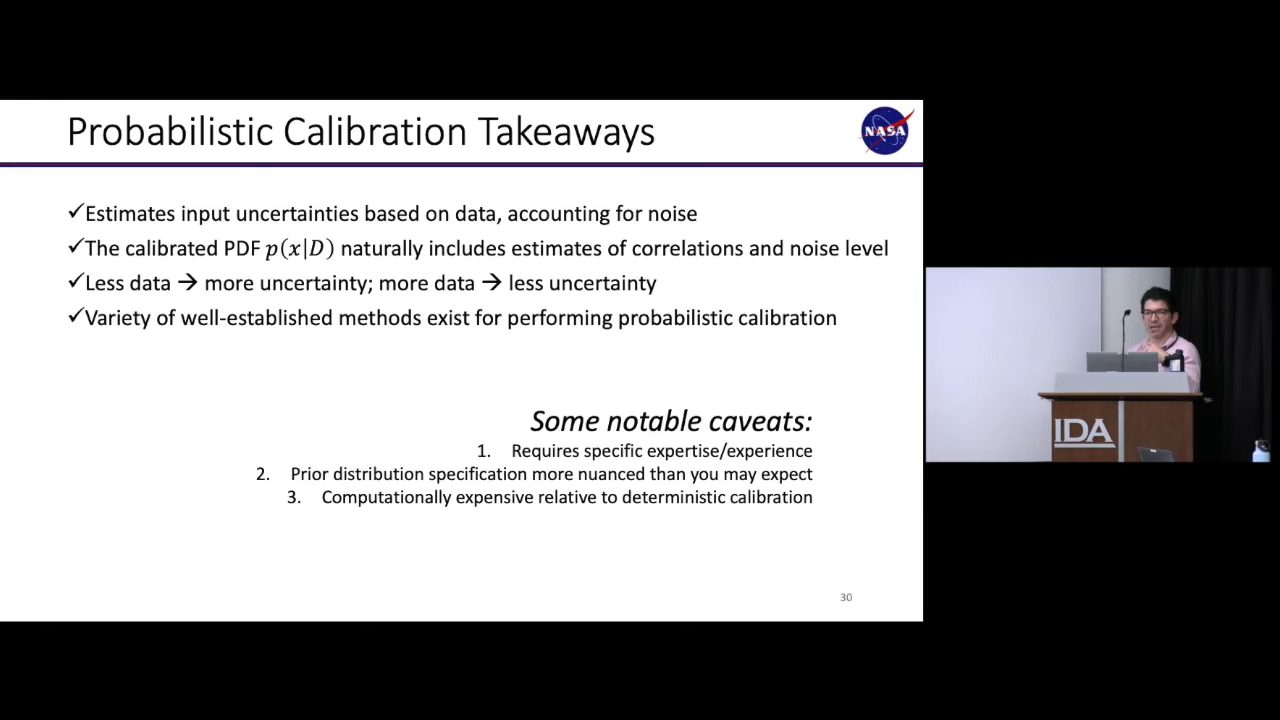 Probabilistic Calibration Takeaways
NASA
✓Estimates input uncertainties based on data, accounting for noise
✓The calibrated PDF p(x|D) naturally includes estimates of correlations and noise level
✓Less data → more uncertainty; more data → less uncertainty
✓Variety of well-established methods exist for performing probabilistic calibration
Some notable caveats:
1. Requires specific expertise/experience
2. Prior distribution specification more nuanced than you may expect
3. Computationally expensive relative to deterministic calibration
30
IDA